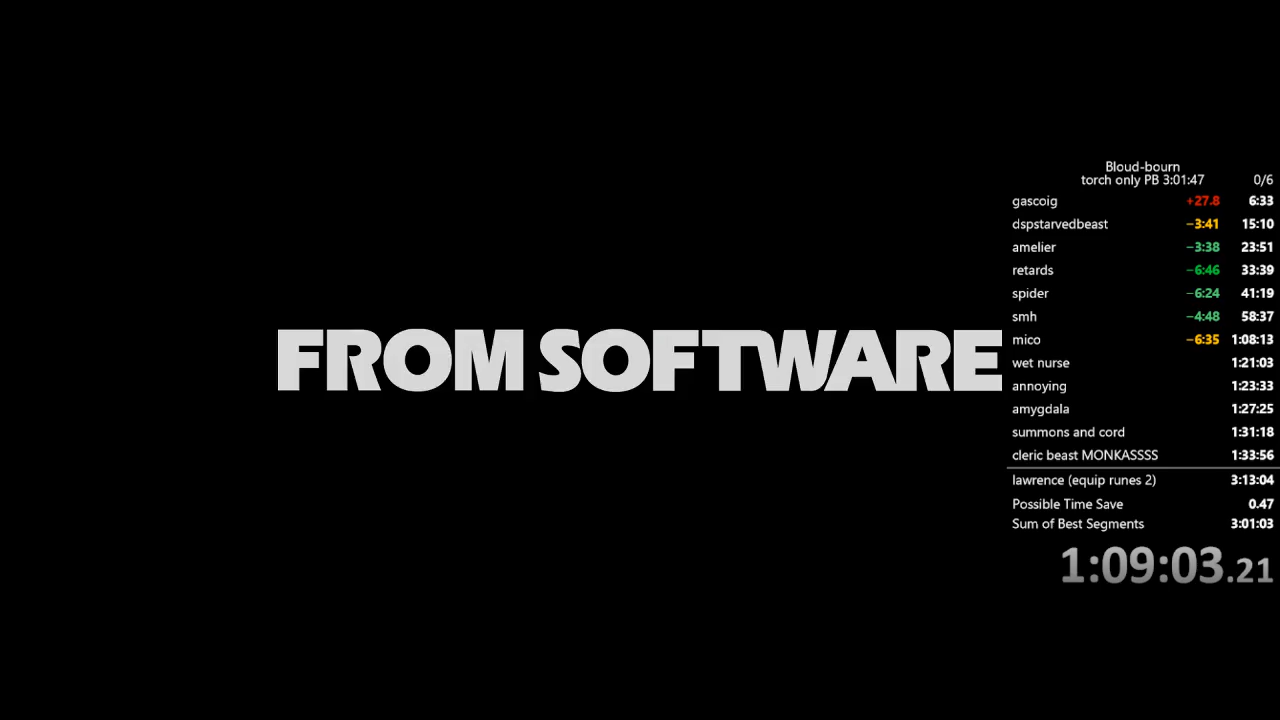 FROM SOFTWARE
Bloud-bourn
torch only PB 3:01:47 0/6
gascoig +27.8 6:33
dspstarvedbeast −3:41 15:10
amelier −3:38 23:51
retards −6:46 33:39
spider −6:24 41:19
smh −4:48 58:37
mico −6:35 1:08:13
wet nurse 1:21:03
annoying 1:23:33
amygdala 1:27:25
summons and cord 1:31:18
cleric beast MONKASSSS 1:33:56
lawrence (equip runes 2) 3:13:04
Possible Time Save 0.47
Sum of Best Segments 3:01:03
1:09:03.21